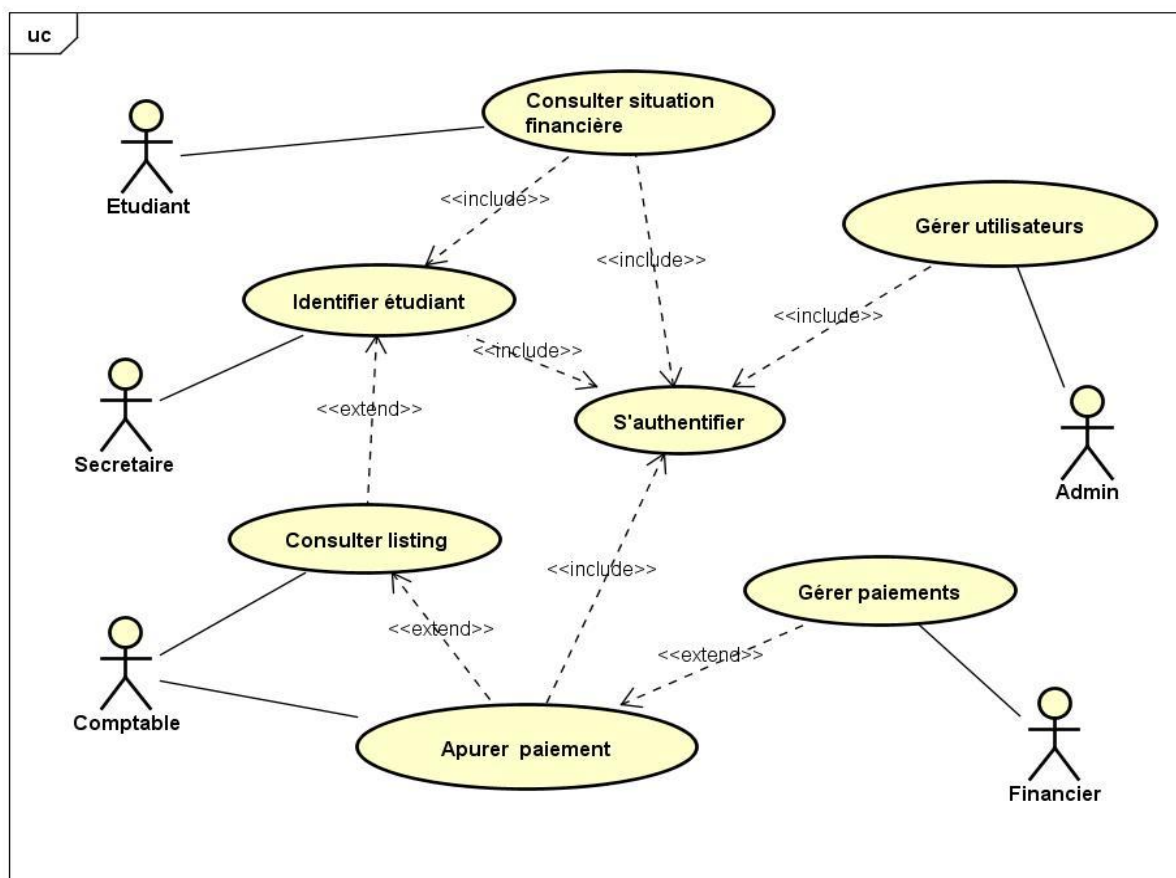 uc
Consulter situation
financière
Etudiant
<<include>>
Gérer utilisateurs
<<include>>
Identifier étudiant
<<include>>
<<include>>
<<extend>>
S'authentifier
Secretaire
Admin
Consulter listing
<<include>>
Gérer paiements
<<extend>>
<<extend>>
Comptable
Apurer paiement
Financier